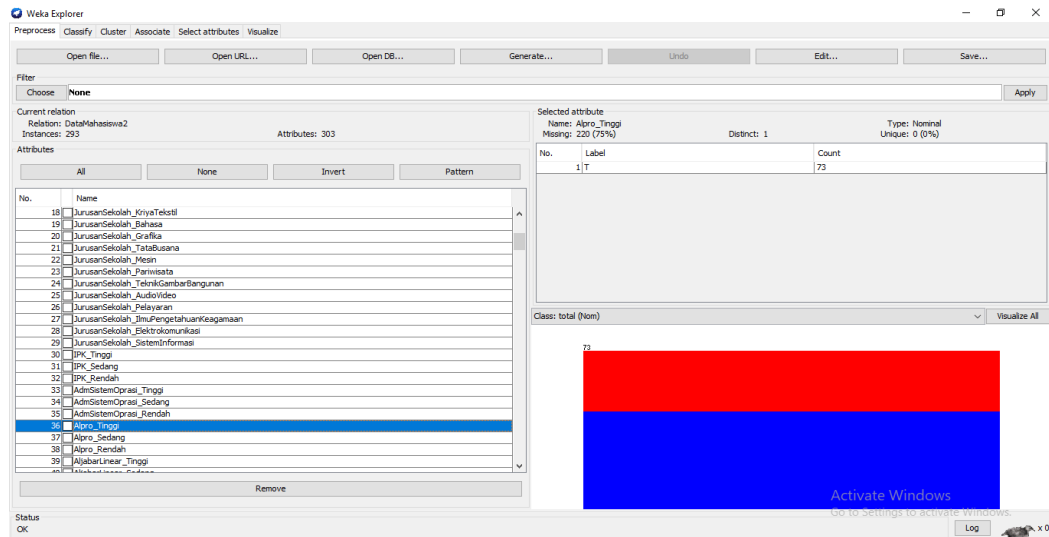 Weka Explorer
Preprocess Classify Cluster Associate Select attributes Visualize
Open file... Open URL... Open DB... Generate... Undo Edit... Save...
Filter
Choose None Apply
Current relation
Relation: DataMahasiswa2
Instances: 293 Attributes: 303
Attributes
All None Invert Pattern
No. Name
18 JurusanSekolah_KriyaTekstil
19 JurusanSekolah_Bahasa
20 JurusanSekolah_Grafika
21 JurusanSekolah_TataBusana
22 JurusanSekolah_Mesin
23 JurusanSekolah_Pariwisata
24 JurusanSekolah_TeknikGambarBangunan
25 JurusanSekolah_AudioVideo
26 JurusanSekolah_Pelayaran
27 JurusanSekolah_IlmuPengetahuanKeagamaan
28 JurusanSekolah_Elektrokomunikasi
29 JurusanSekolah_SistemInformasi
30 IPK_Tinggi
31 IPK_Sedang
32 IPK_Rendah
33 AdmSistemOprasi_Tinggi
34 AdmSistemOprasi_Sedang
35 AdmSistemOprasi_Rendah
36 Alpro_Tinggi
37 Alpro_Sedang
38 Alpro_Rendah
39 AljabarLinear_Tinggi
Remove
Selected attribute
Name: Alpro_Tinggi Type: Nominal
Missing: 220 (75%) Distinct: 1 Unique: 0 (0%)
No. Label Count
1 T 73
Class: total (Nom) Visualize All
73
Activate Windows
Go to Settings to activate Windows.
Status
OK
Log x 0